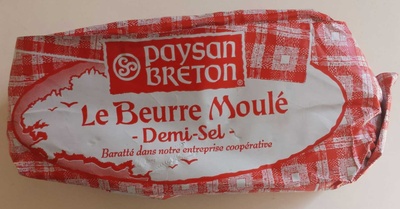 Paysan
Breton
Le Beurre Moulé
- Demi-Sel -
Baratté dans notre entreprise coopérative